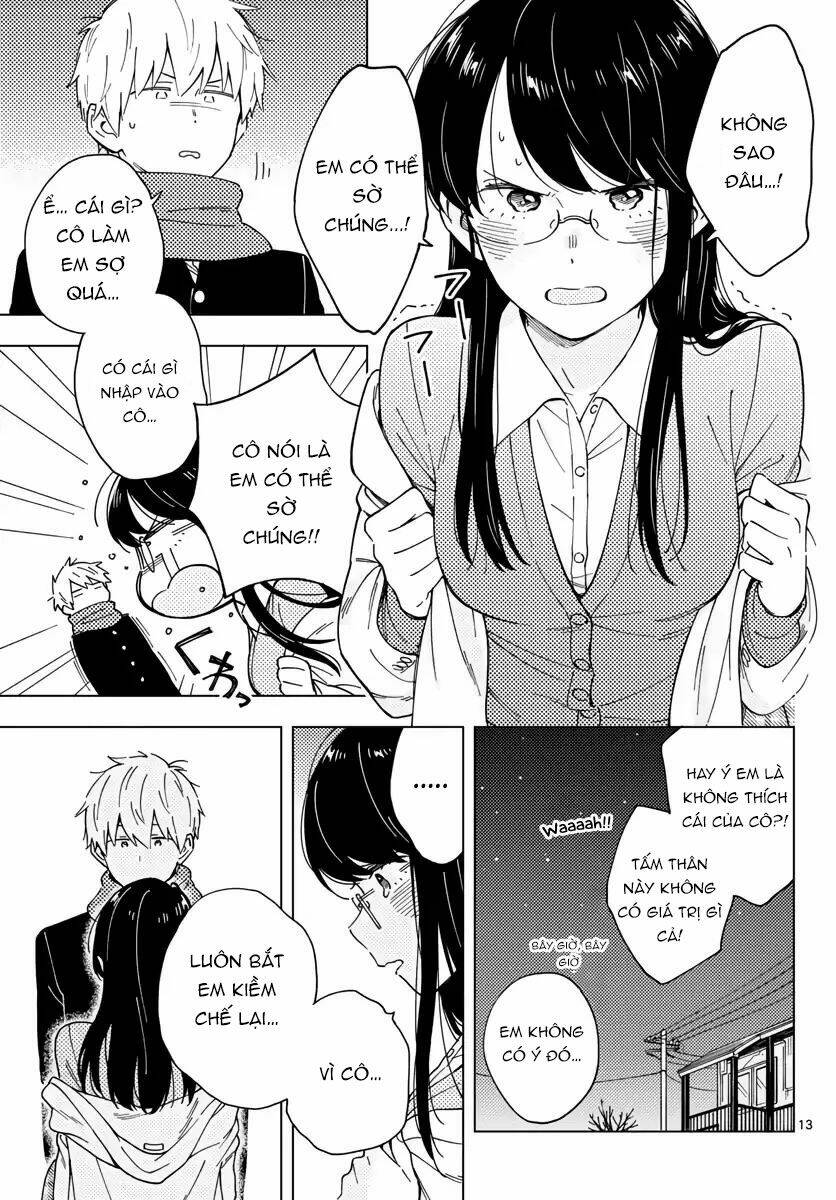 KHÔNG
SAO
ĐÂU...!
EM CÓ THỂ
SỜ
CHÚNG...!
Ể... CÁI GÌ?
CÔ LÀM
EM SỢ
QUÁ...
CÓ CÁI GÌ
NHẬP VÀO
CÔ...
CÔ NÓI LÀ
EM CÓ THỂ
SỜ
CHÚNG!!
くわっ
HAY Ý EM LÀ
KHÔNG THÍCH
CÁI CỦA CÔ?!
Waaaah!!
TẤM THÂN
NÀY KHÔNG
CÓ GIÁ TRỊ GÌ
CẢ!
BÂY GIỜ, BÂY
GIỜ
EM KHÔNG
CÓ Ý ĐÓ...
.....
VÌ CÔ...
LUÔN BẮT
EM KIỀM
CHẾ LẠI...
13